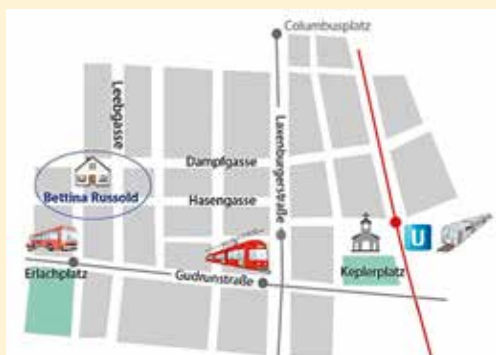 Columbusplatz
Leebgasse
Laxenburgerstraße
Dampfgasse
Bettina Russold
Hasengasse
U
Erlachplatz
Gudrunstraße
Keplerplatz